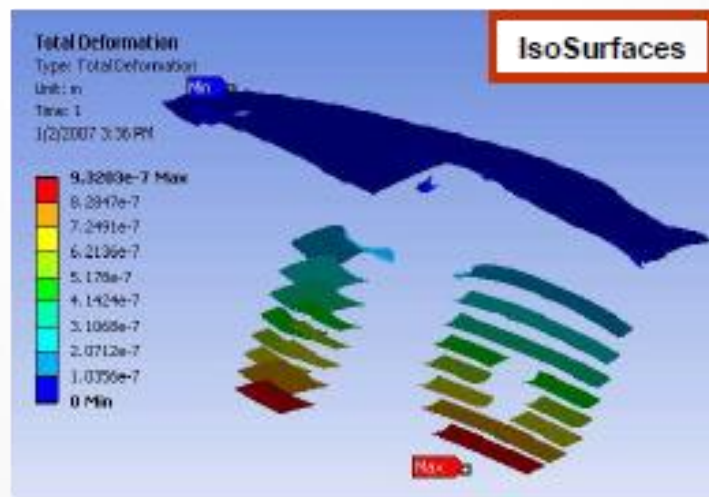 IsoSurfaces
Total Deformation
Type: Total Deformation
Unit: m
Time: 1
1/2/2007 3:36 PM
Min
9.3203e-7 Max
8.2847e-7
7.2491e-7
6.2136e-7
5.178e-7
4.1424e-7
3.1068e-7
2.0712e-7
1.0356e-7
0 Min
Max